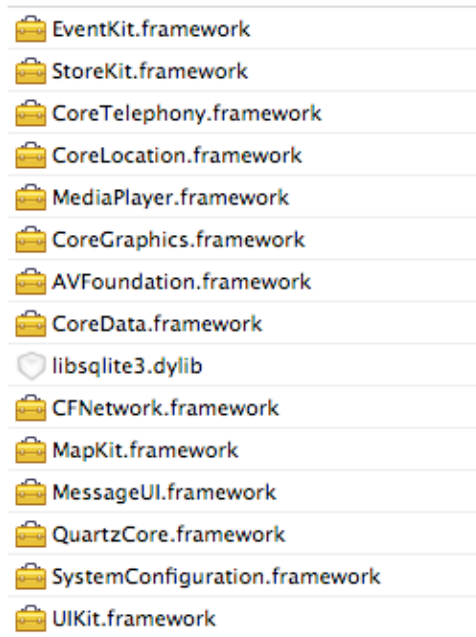 EventKit.framework
StoreKit.framework
CoreTelephony.framework
CoreLocation.framework
MediaPlayer.framework
CoreGraphics.framework
AVFoundation.framework
CoreData.framework
libsqlite3.dylib
CFNetwork.framework
MapKit.framework
MessageUI.framework
QuartzCore.framework
SystemConfiguration.framework
UIKit.framework